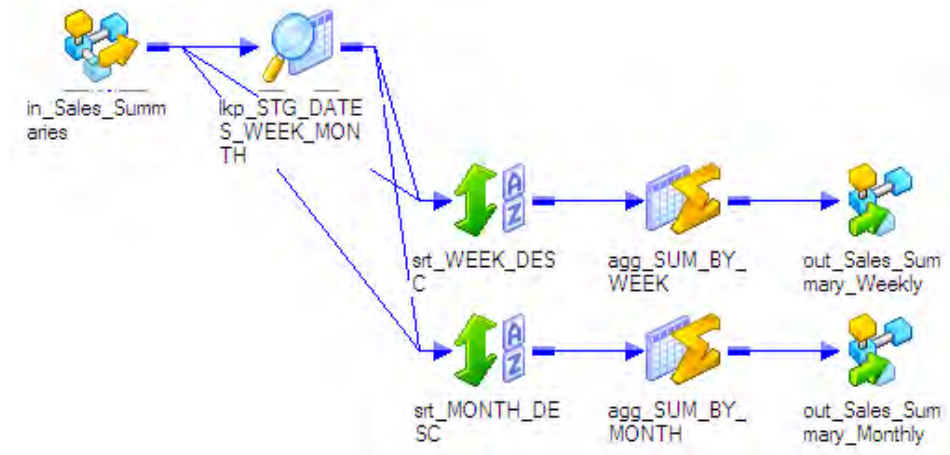 in_Sales_Summ
aries
lkp_STG_DATE
S_WEEK_MON
TH
A
Z
srt_WEEK_DES
C
agg_SUM_BY_
WEEK
out_Sales_Sum
mary_Weekly
A
Z
srt_MONTH_DE
SC
agg_SUM_BY_
MONTH
out_Sales_Sum
mary_Monthly